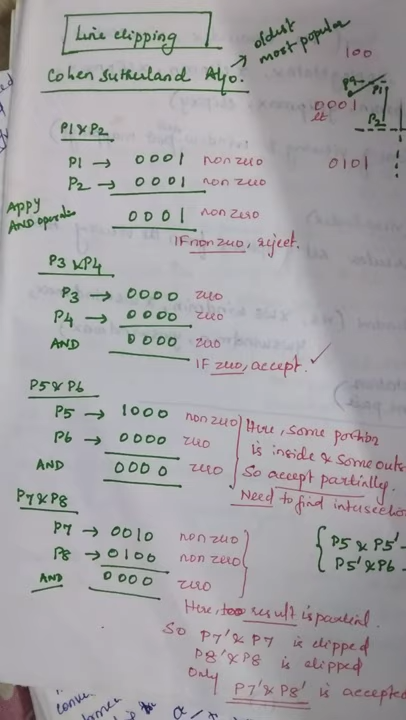 Line clipping
Cohen Sutherland Algo. → oldest
most popular
100
0001
P1
P2
0101
P1 & P2
P1 → 0001 non zero
P2 → 0001 non zero
Appy
AND operator 0001 non zero
IF non zero, reject.
P3 & P4
P3 → 0000 zero
P4 → 0000 zero
AND 0000 zero
IF zero, accept. ✓
P5 & P6
P5 → 1000 non zero
P6 → 0000 zero
AND 0000 zero
Here, some portion
is inside & some outs
So accept partially.
Need to find intersection
P7 & P8
P7 → 0010 non zero
P8 → 0100 non zero
AND 0000 zero
{ P5 & P5' -
P5' & P6 -
Here, too result is partial.
So P7' & P7 is clipped
P8' & P8 is clipped
Only P7' & P8' is accepte